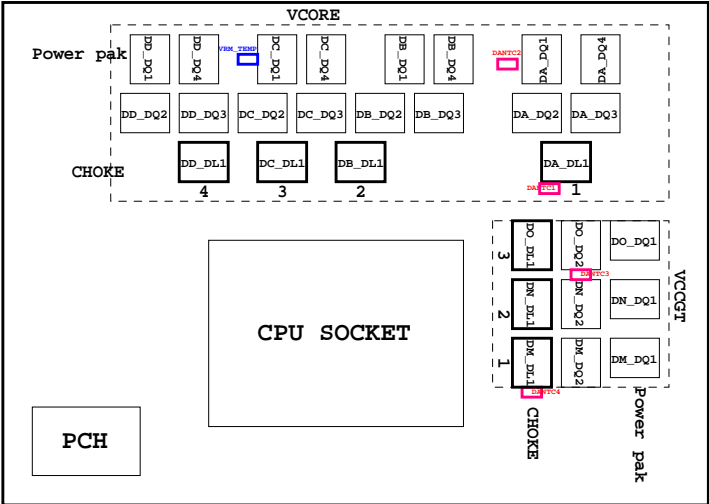 VCORE
Power pak
DD_DQ1
DD_DQ4
VRM_TEMP
DC_DQ1
DC_DQ4
DB_DQ1
DB_DQ4
DANTC2
DA_DQ1
DA_DQ4
DD_DQ2
DD_DQ3
DC_DQ2
DC_DQ3
DB_DQ2
DB_DQ3
DA_DQ2
DA_DQ3
CHOKE
DD_DL1
DC_DL1
DB_DL1
DA_DL1
4
3
2
DANTC1
1
3
DO_DL1
DO_DQ2
DO_DQ1
DANTC3
2
DN_DL1
DN_DQ2
DN_DQ1
VCCGT
1
DM_DL1
DM_DQ2
DM_DQ1
DANTC4
CHOKE
Power pak
CPU SOCKET
PCH